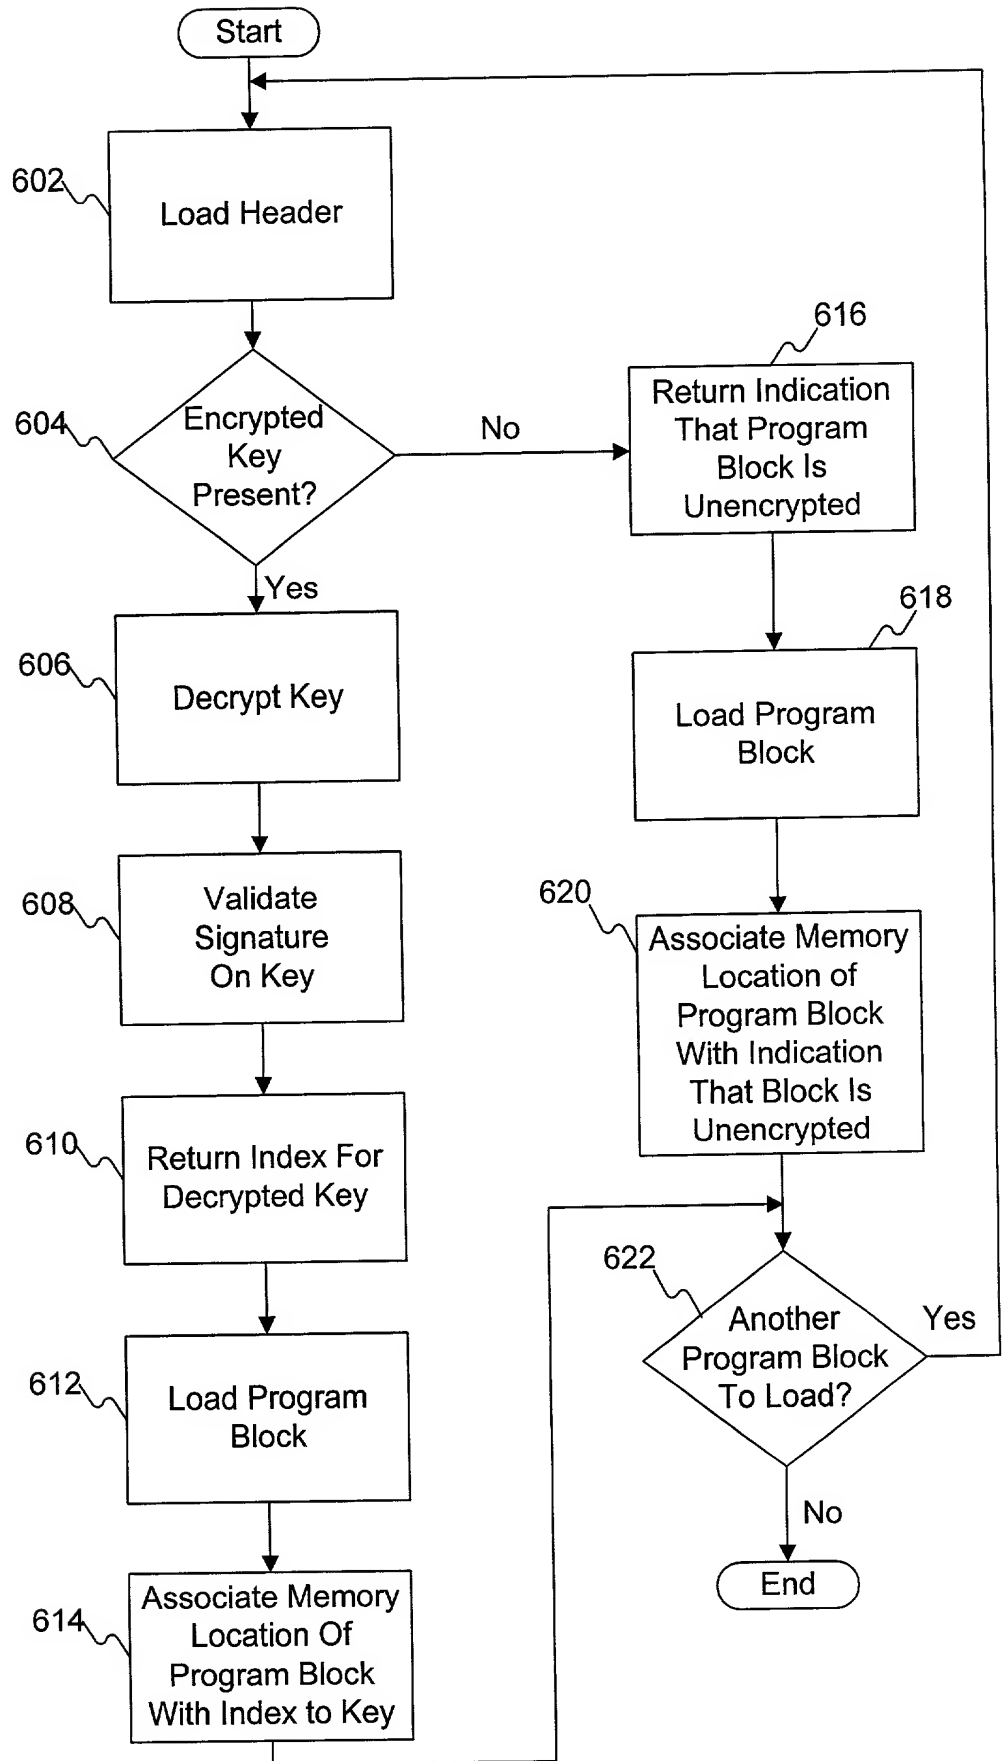 Start
602
Load Header
604
Encrypted
Key
Present?
No
Yes
606
Decrypt Key
608
Validate
Signature
On Key
610
Return Index For
Decrypted Key
612
Load Program
Block
614
Associate Memory
Location Of
Program Block
With Index to Key
616
Return Indication
That Program
Block Is
Unencrypted
618
Load Program
Block
620
Associate Memory
Location of
Program Block
With Indication
That Block Is
Unencrypted
622
Another
Program Block
To Load?
Yes
No
End